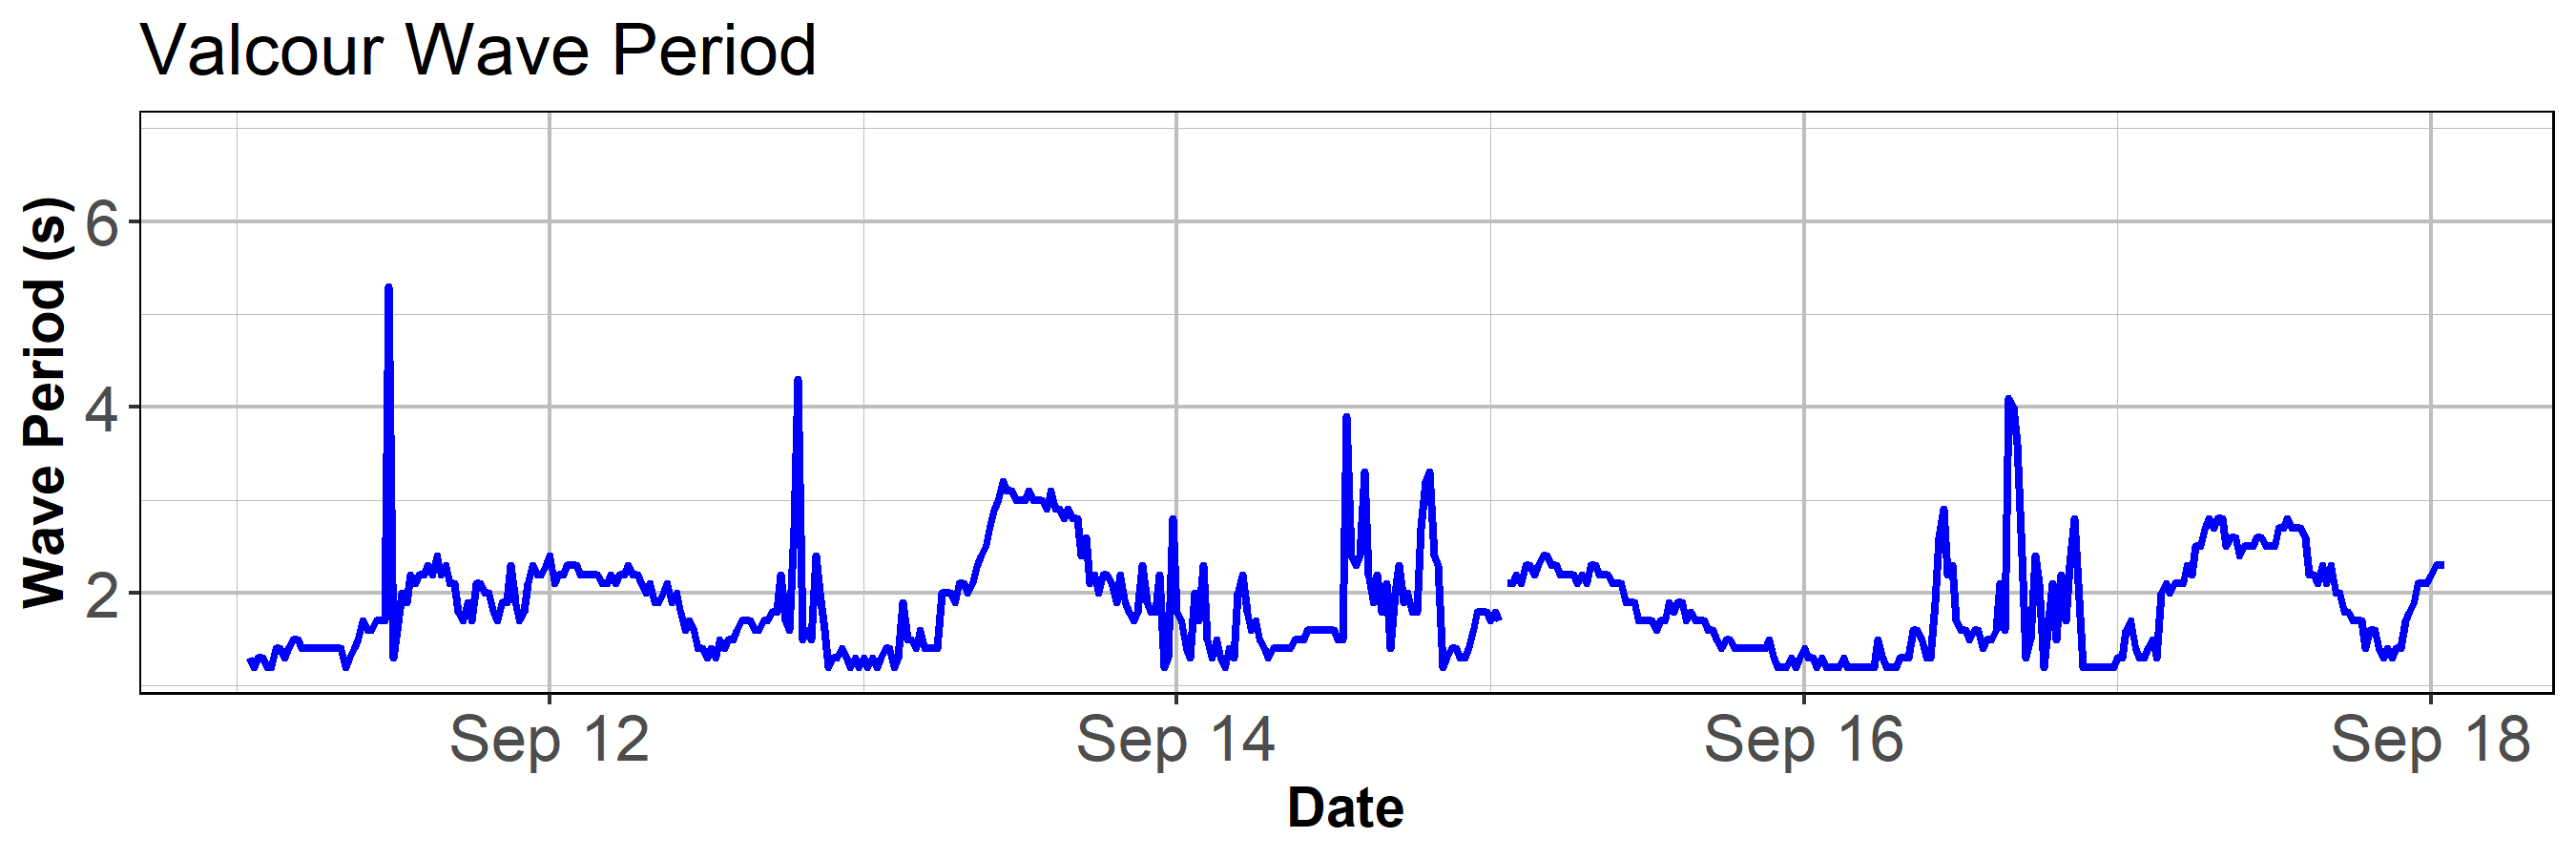 Valcour Wave Period
Wave Period (s)
6
4
2
Sep 12
Sep 14
Sep 16
Sep 18
Date